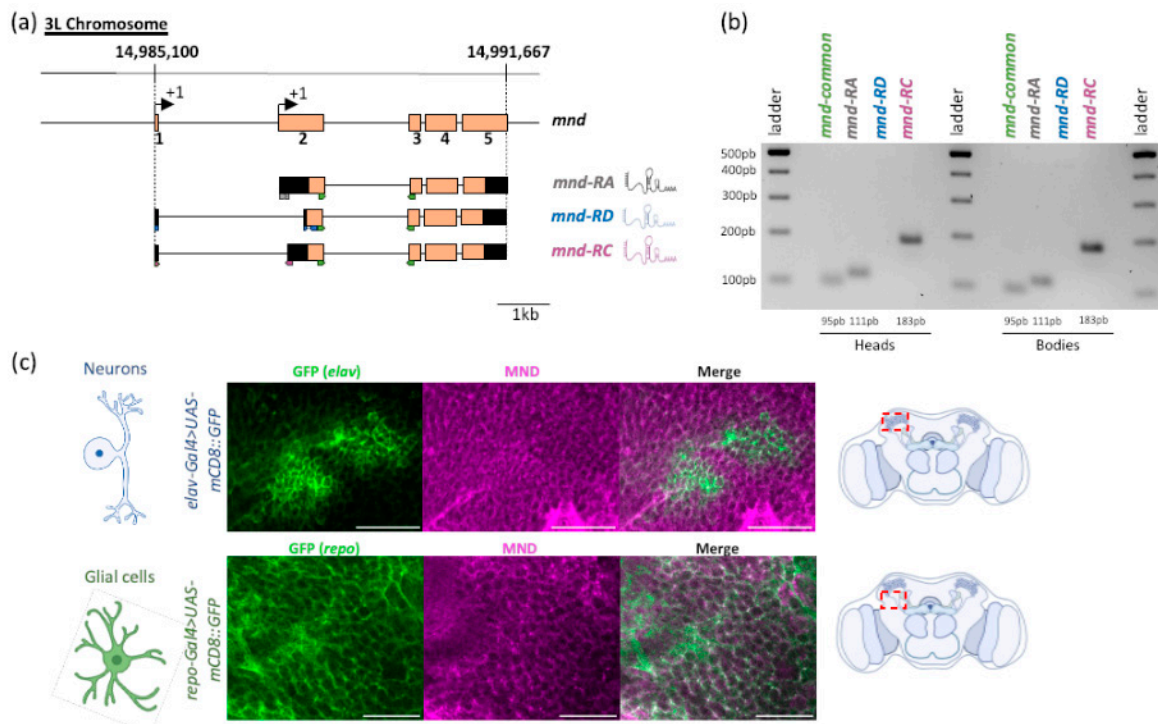 (a) 3L Chromosome
14,985,100 14,991,667
+1 +1
mnd
1 2 3 4 5
mnd-RA
mnd-RD
mnd-RC
1kb
(b)
ladder mnd-common mnd-RA mnd-RD mnd-RC ladder mnd-common mnd-RA mnd-RD mnd-RC ladder
500pb
400pb
300pb
200pb
100pb
95pb 111pb 183pb 95pb 111pb 183pb
Heads Bodies
(c)
Neurons
elav-Gal4>UAS-
mCD8::GFP
GFP (elav) MND Merge
Glial cells
repo-Gal4>UAS-
mCD8::GFP
GFP (repo) MND Merge